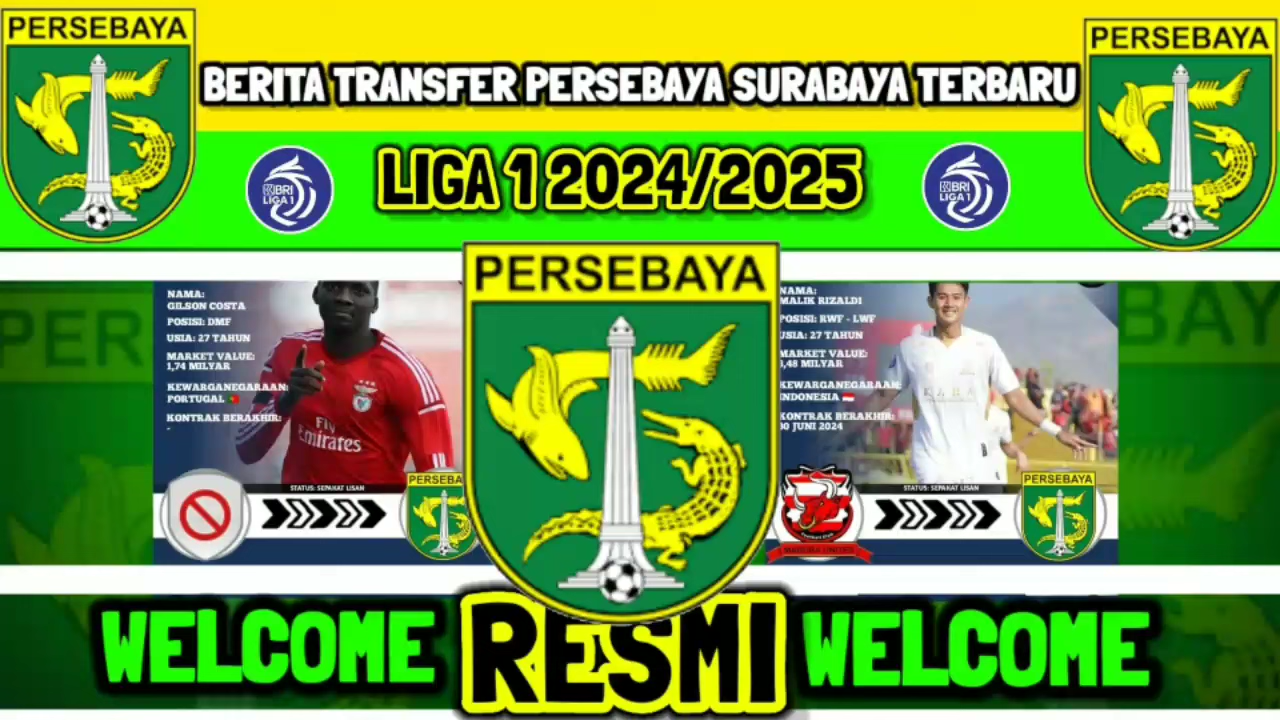 PERSEBAYA
PERSEBAYA
BERITA TRANSFER PERSEBAYA SURABAYA TERBARU
BRI
LIGA 1
LIGA 1 2024/2025
BRI
LIGA 1
PERSEBAYA
NAMA:
GILSON COSTA
POSISI: DMF
USIA: 27 TAHUN
MARKET VALUE:
1,74 MILYAR
KEWARGANEGARAAN:
PORTUGAL
KONTRAK BERAKHIR:
-
Fly
Emirates
STATUS: SEPAKAT LISAN
PERSEBAYA
NAMA:
MALIK RIZALDI
POSISI: RWF - LWF
USIA: 27 TAHUN
MARKET VALUE:
3,48 MILYAR
KEWARGANEGARAAN:
INDONESIA
KONTRAK BERAKHIR:
30 JUNI 2024
STATUS: SEPAKAT LISAN
MADURA UNITED
PERSEBAYA
WELCOME RESMI WELCOME